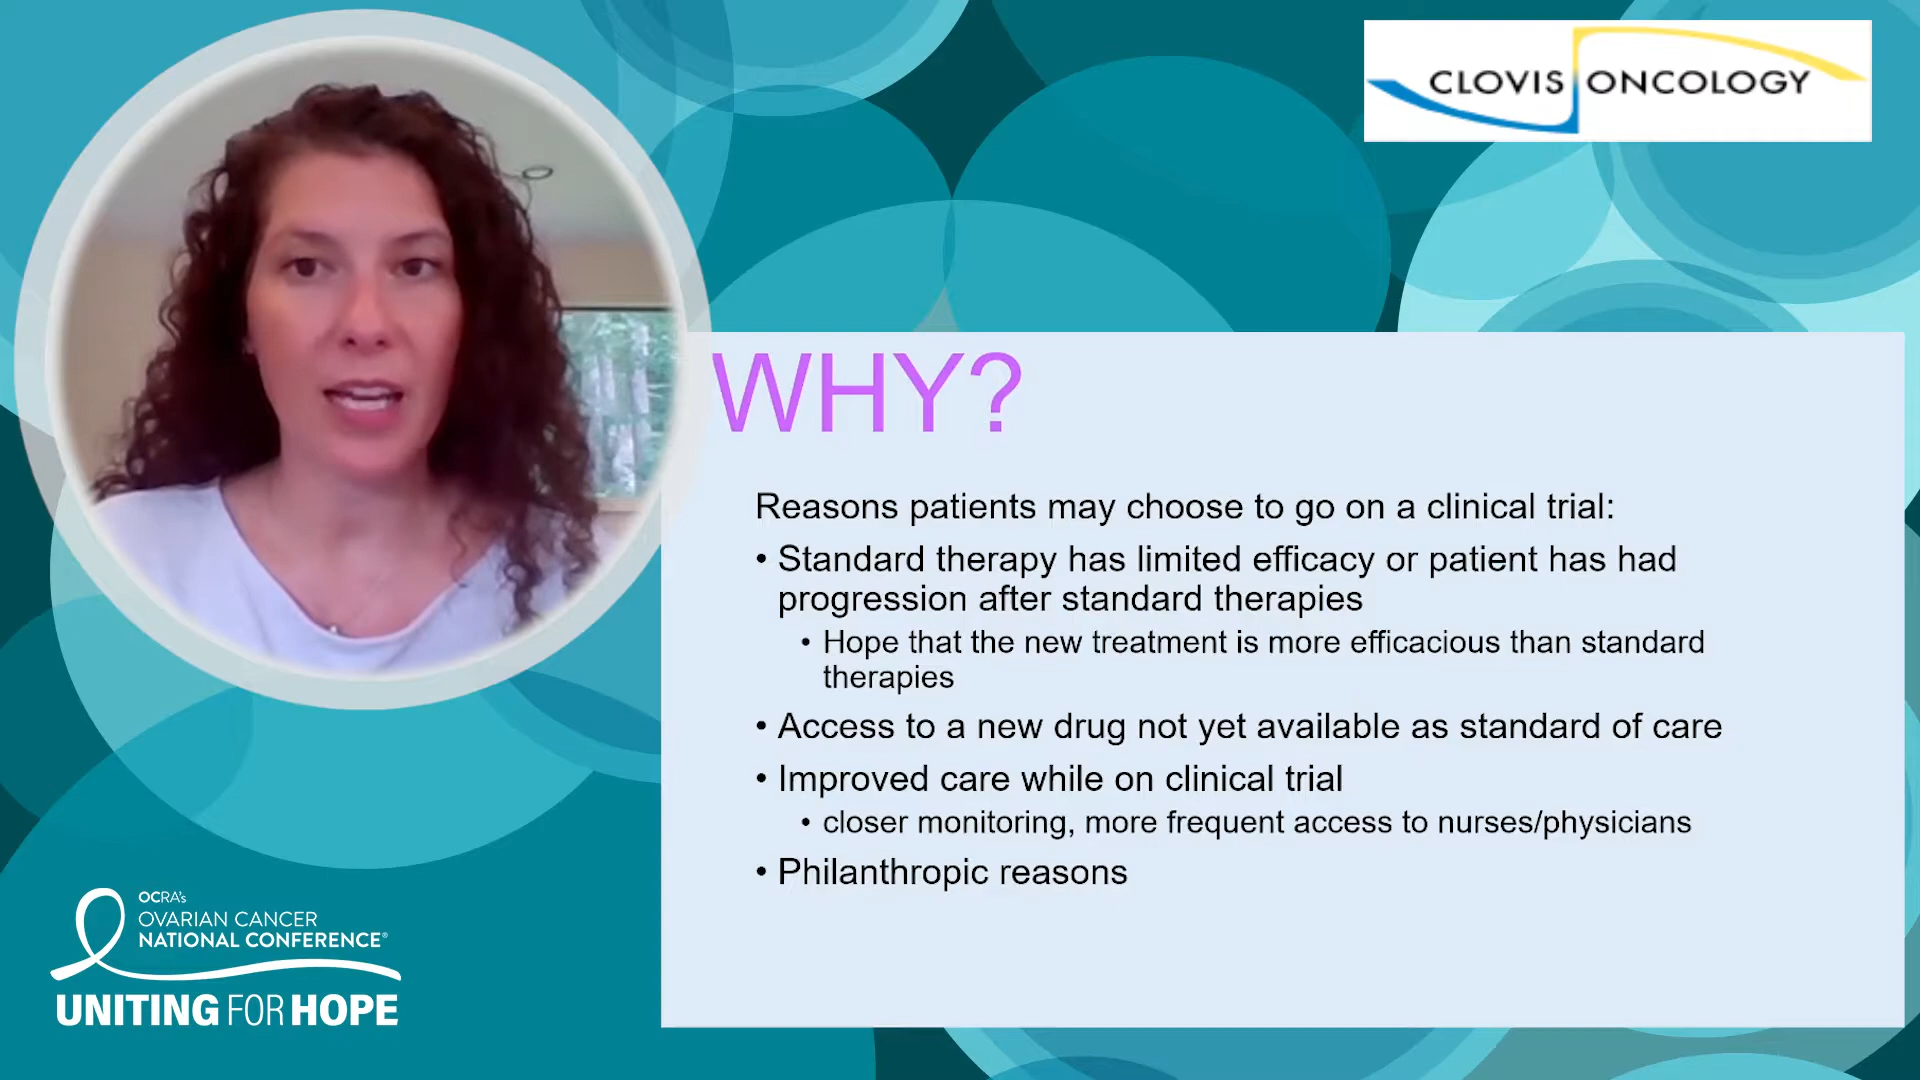 CLOVIS ONCOLOGY
WHY?
Reasons patients may choose to go on a clinical trial:
• Standard therapy has limited efficacy or patient has had
progression after standard therapies
• Hope that the new treatment is more efficacious than standard
therapies
• Access to a new drug not yet available as standard of care
• Improved care while on clinical trial
• closer monitoring, more frequent access to nurses/physicians
• Philanthropic reasons
OCRA's
OVARIAN CANCER
NATIONAL CONFERENCE®
UNITING FOR HOPE